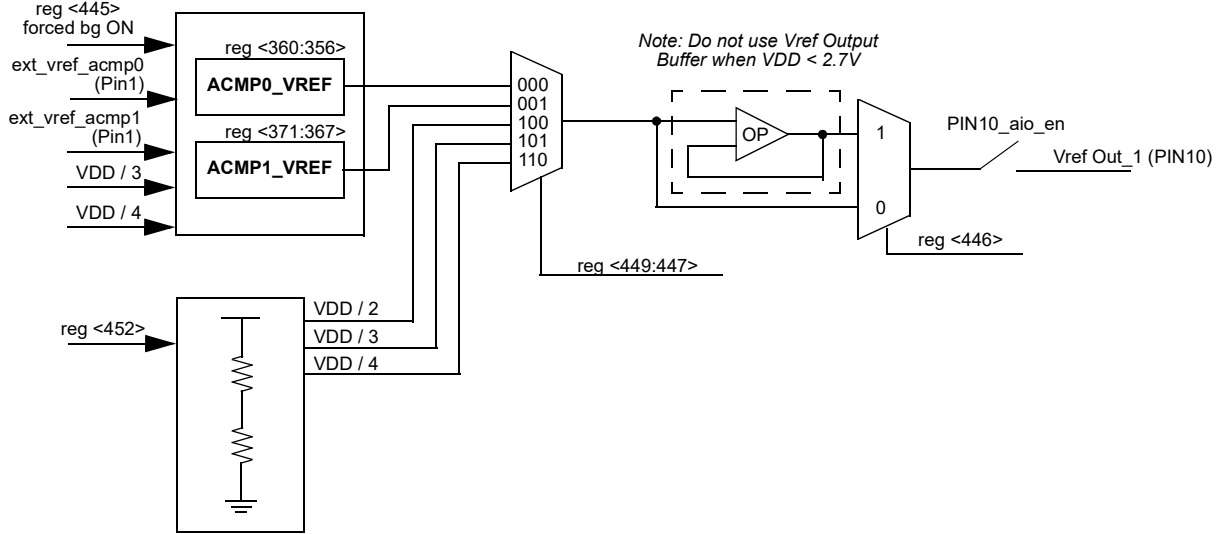 reg <445>
forced bg ON
ext_vref_acmp0
(Pin1)
ext_vref_acmp1
(Pin1)
VDD / 3
VDD / 4
reg <360:356>
ACMP0_VREF
reg <371:367>
ACMP1_VREF
000
001
100
101
110
reg <449:447>
Note: Do not use Vref Output
Buffer when VDD < 2.7V
OP
1
0
reg <446>
PIN10_aio_en
Vref Out_1 (PIN10)
reg <452>
VDD / 2
VDD / 3
VDD / 4